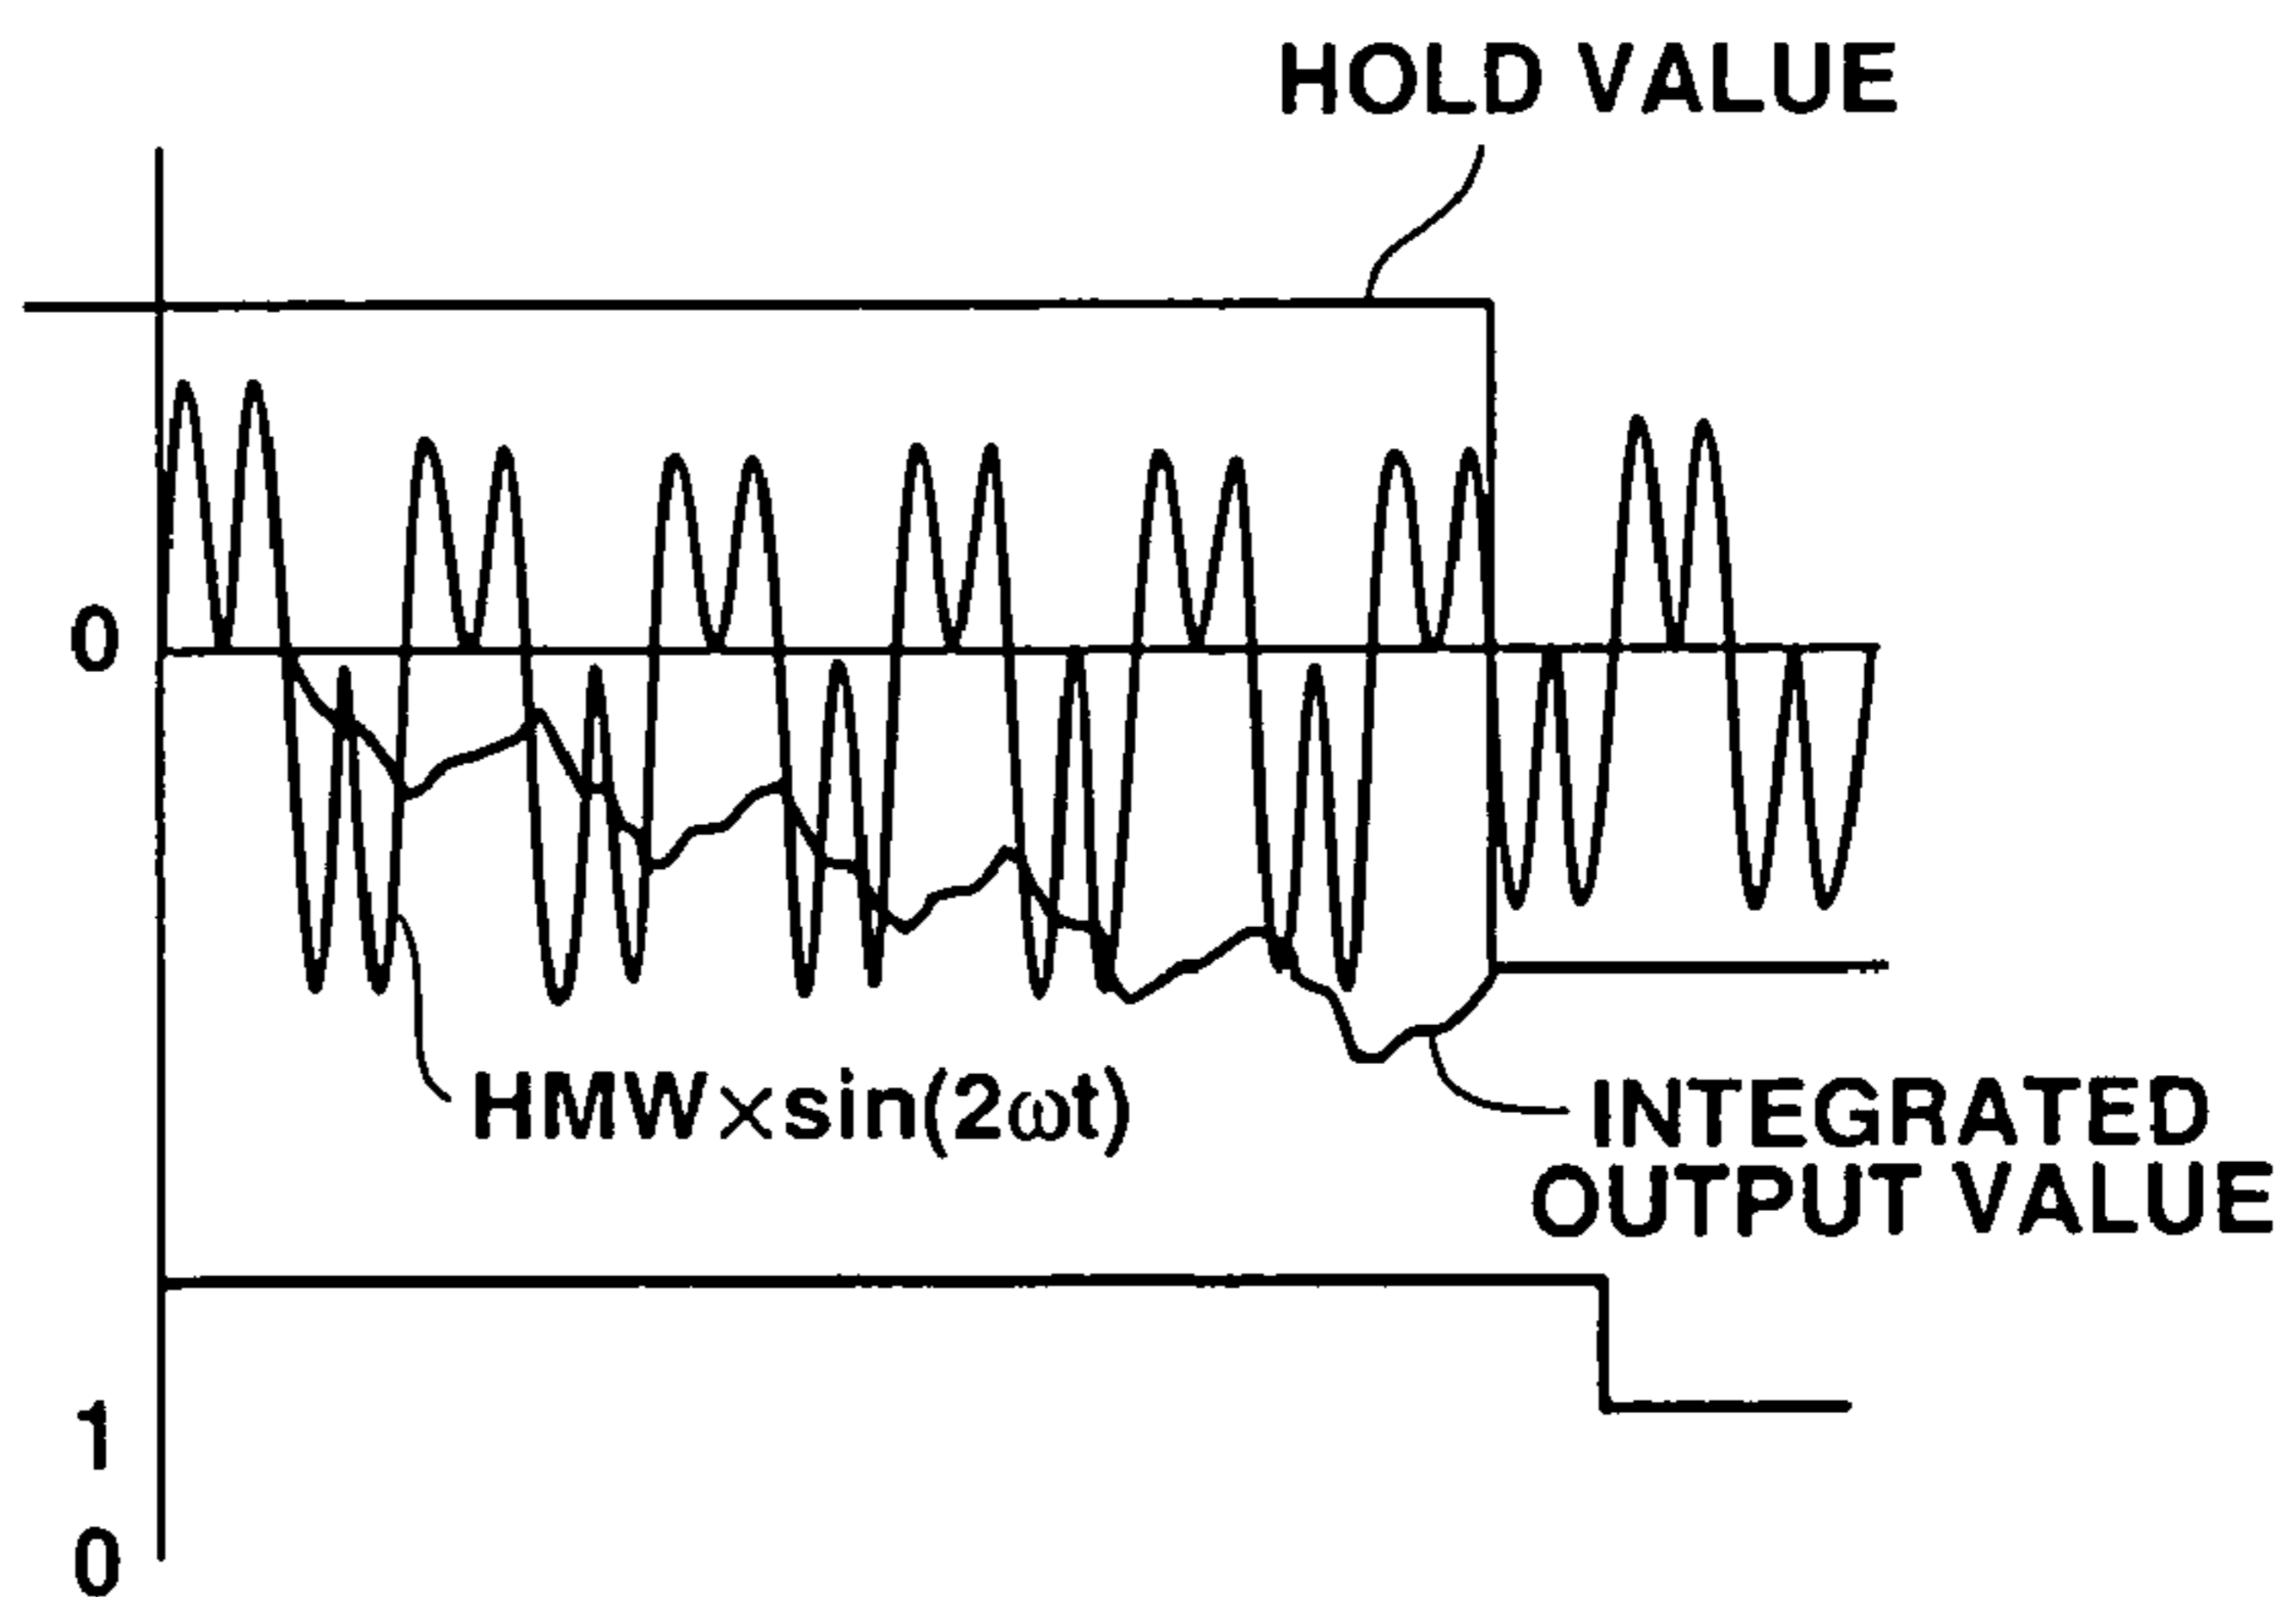 HOLD VALUE
0
HMW×sin(2ωt)
INTEGRATED
OUTPUT VALUE
1
0